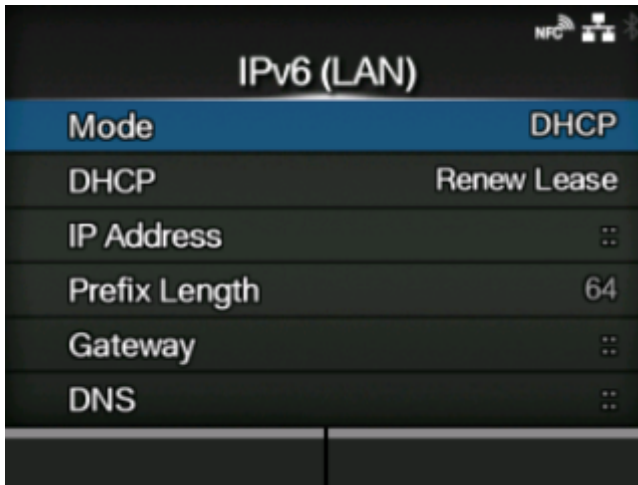 NFC
IPv6 (LAN)
Mode DHCP
DHCP Renew Lease
IP Address ::
Prefix Length 64
Gateway ::
DNS ::